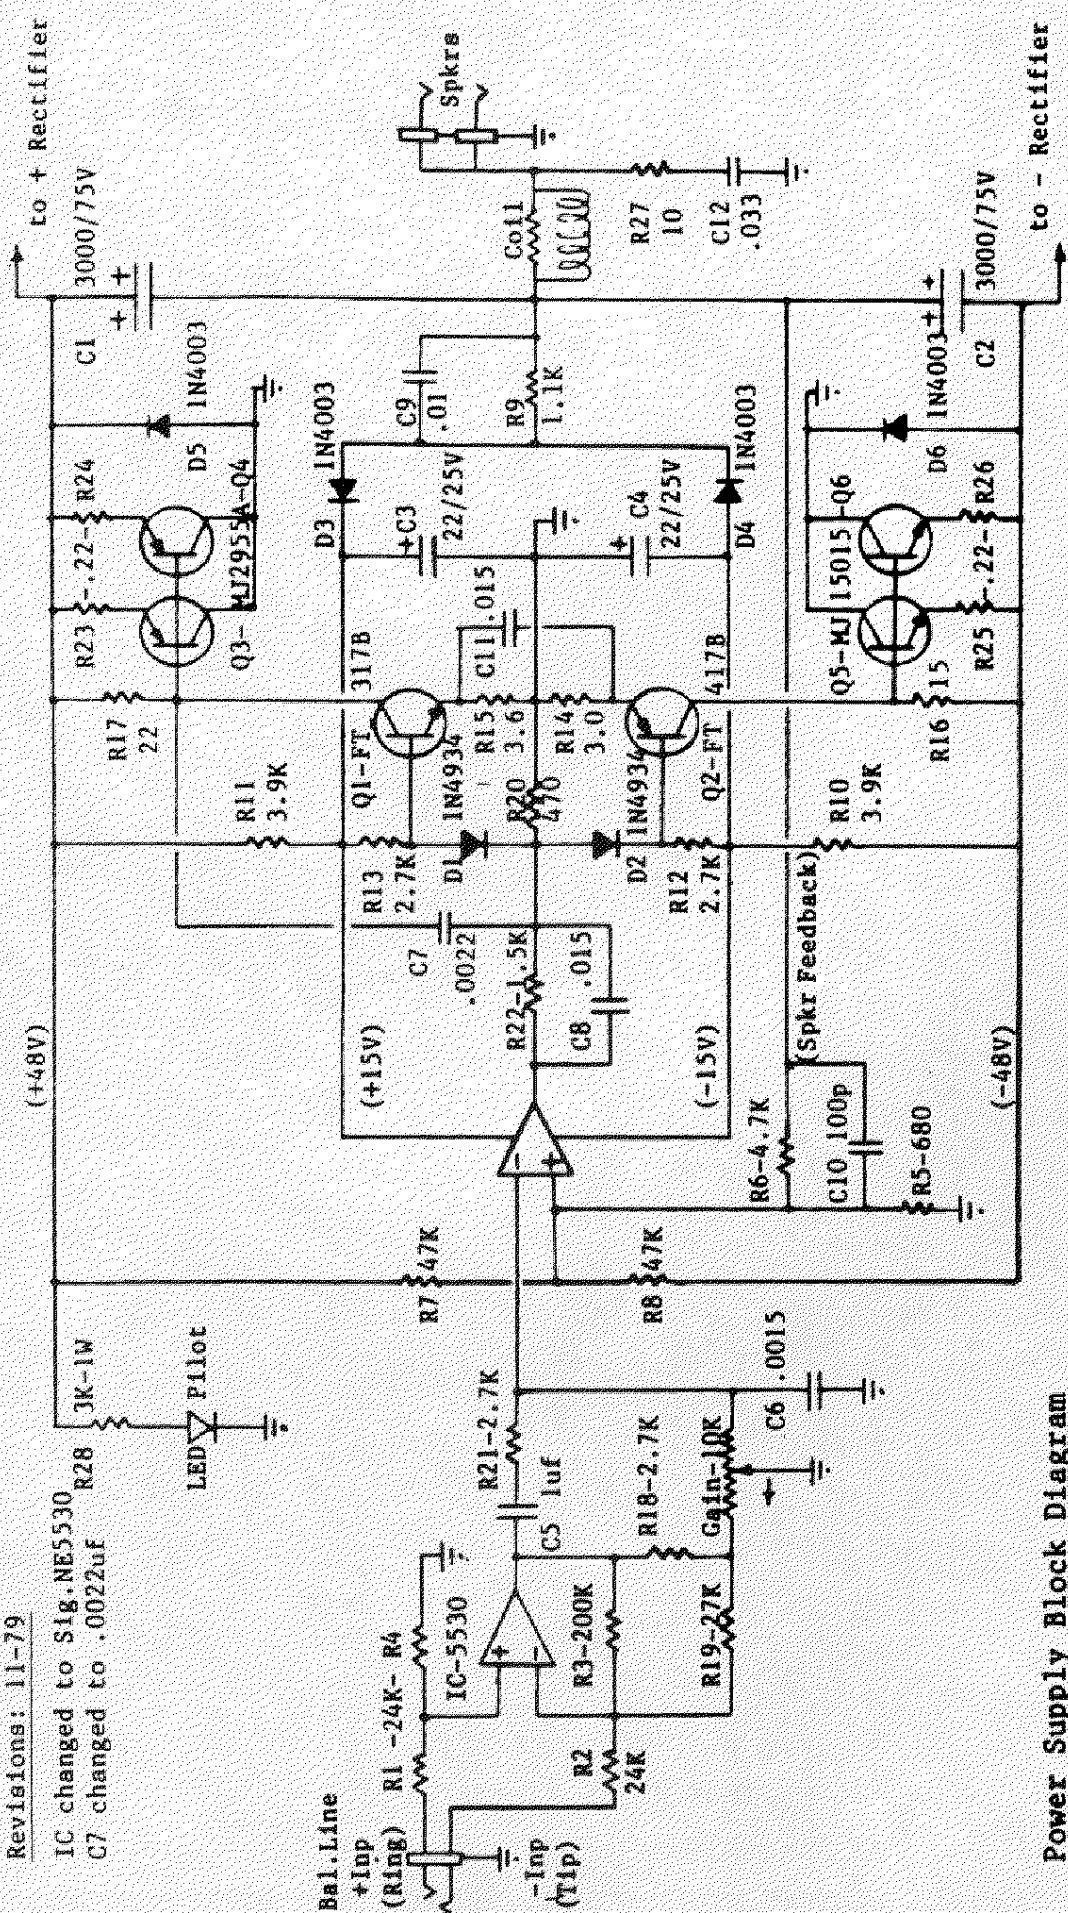 Revisions: 11-79
IC changed to Sig.NE5530
C7 changed to .0022uf
R28 3K-1W
LED Pilot
(+48V)
to + Rectifier
Bal.Line
+Inp
(Ring)
-Inp
(Tip)
R1 -24K- R4
IC-5530
R2
24K
R3-200K
R19-27K
R18-2.7K
Gain-10K
C5 1uf
R21-2.7K
C6 .0015
R7 47K
R8 47K
R6-4.7K
C10 100p
R5-680
(Spkr Feedback)
(+15V)
(-15V)
(-48V)
R22-1.5K
C8 .015
C7
.0022
R11
3.9K
R13
2.7K
D1 1N4934
R20
470
D2 1N4934
R12
2.7K
R10
3.9K
R17
22
Q1-FT 317B
R15
3.6
R14
3.0
C11 .015
Q2-FT 417B
R16 15
R23 -.22- R24
Q3- MJ2955A-Q4
D5 1N4003
C1 3000/75V
D3 1N4003
+C3
22/25V
C4
22/25V
D4 1N4003
C9
.01
R9
1.1K
Coil
Spkrs
R27
10
C12
.033
Q5-MJ 15015-Q6
R25 -.22- R26
D6 1N4003
C2 3000/75V
to - Rectifier
Power Supply Block Diagram